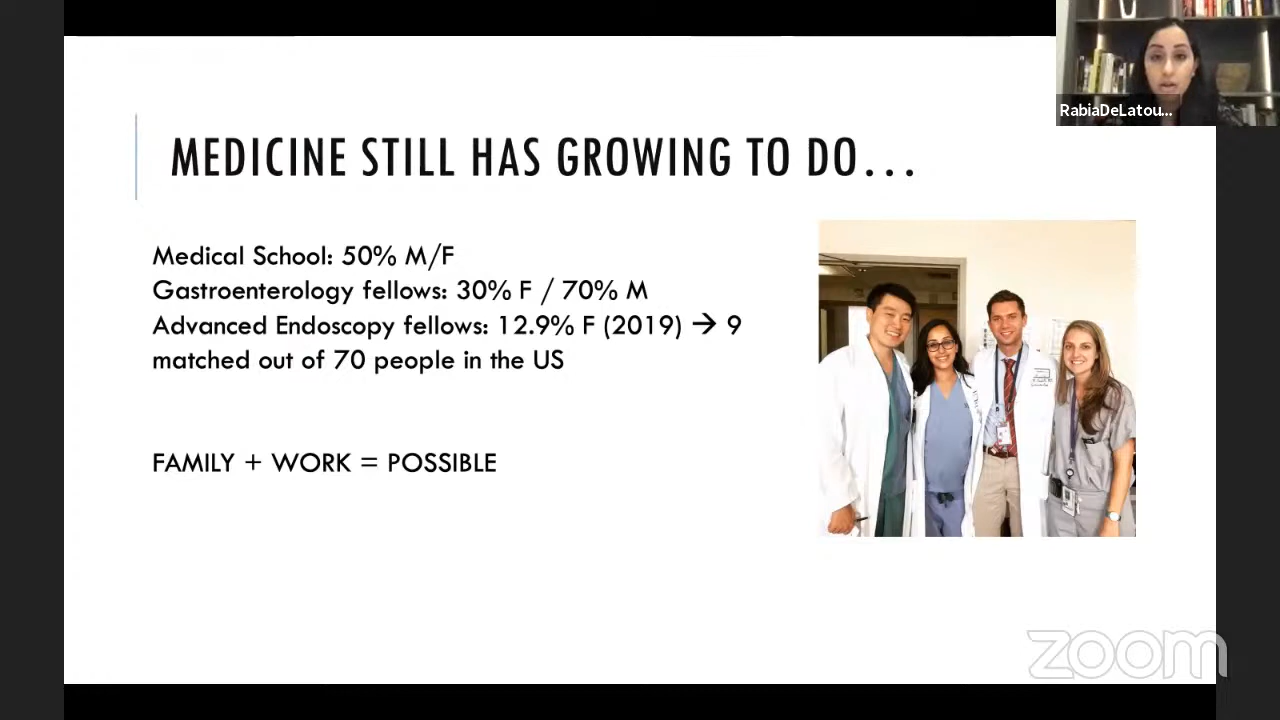 RabiaDeLatou...
MEDICINE STILL HAS GROWING TO DO...
Medical School: 50% M/F
Gastroenterology fellows: 30% F / 70% M
Advanced Endoscopy fellows: 12.9% F (2019) → 9
matched out of 70 people in the US
FAMILY + WORK = POSSIBLE
zoom